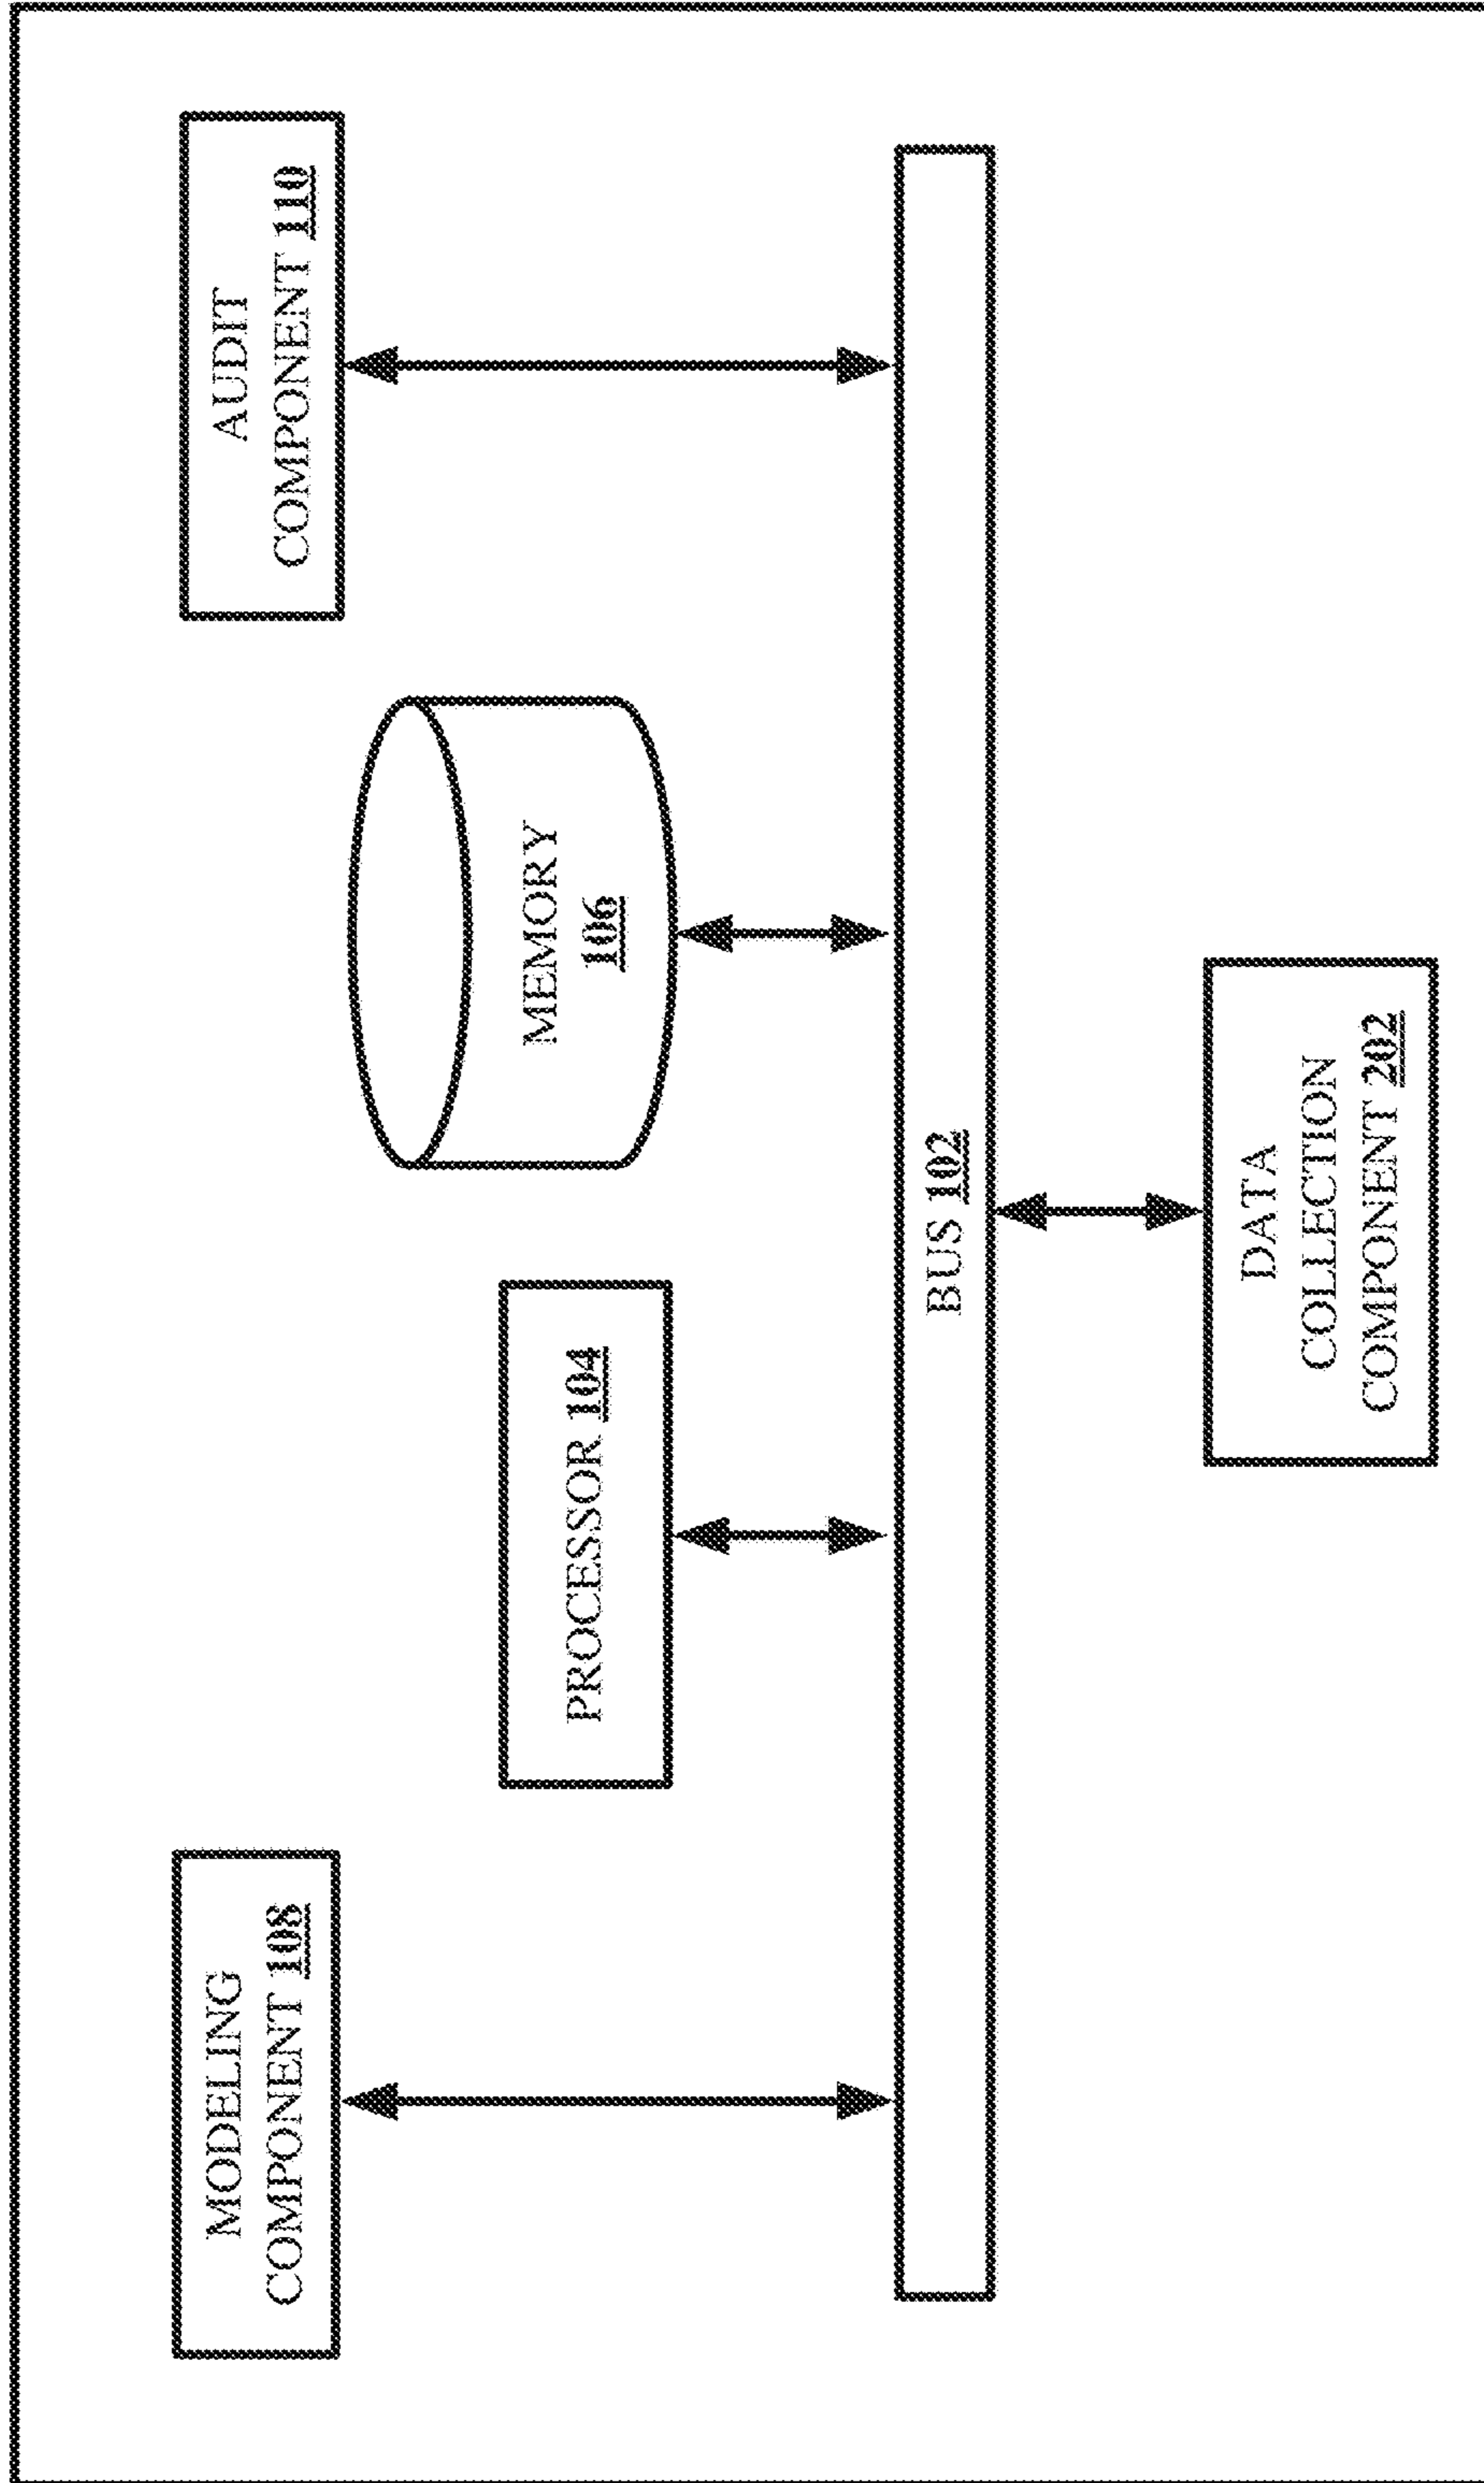 MODELING
COMPONENT 108
PROCESSOR 104
MEMORY
106
AUDIT
COMPONENT 110
BUS 102
DATA
COLLECTION
COMPONENT 202